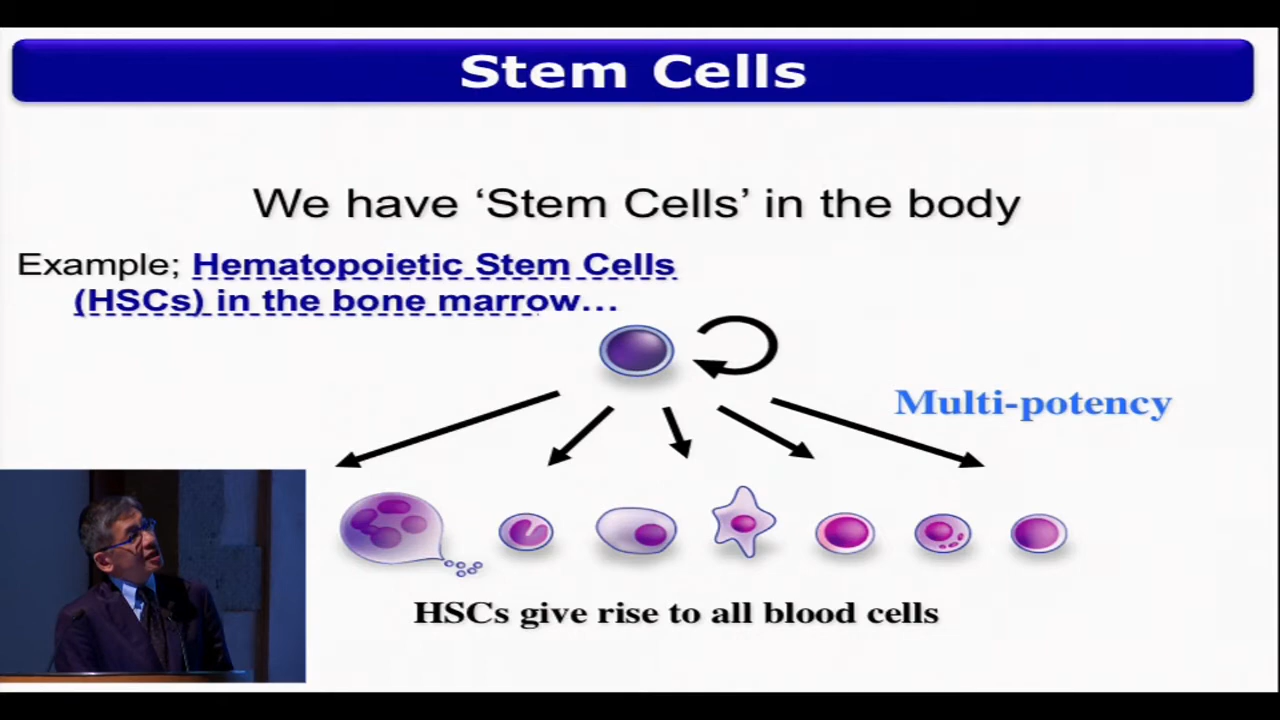 Stem Cells
We have ‘Stem Cells’ in the body
Example; Hematopoietic Stem Cells
(HSCs) in the bone marrow…
Multi-potency
HSCs give rise to all blood cells